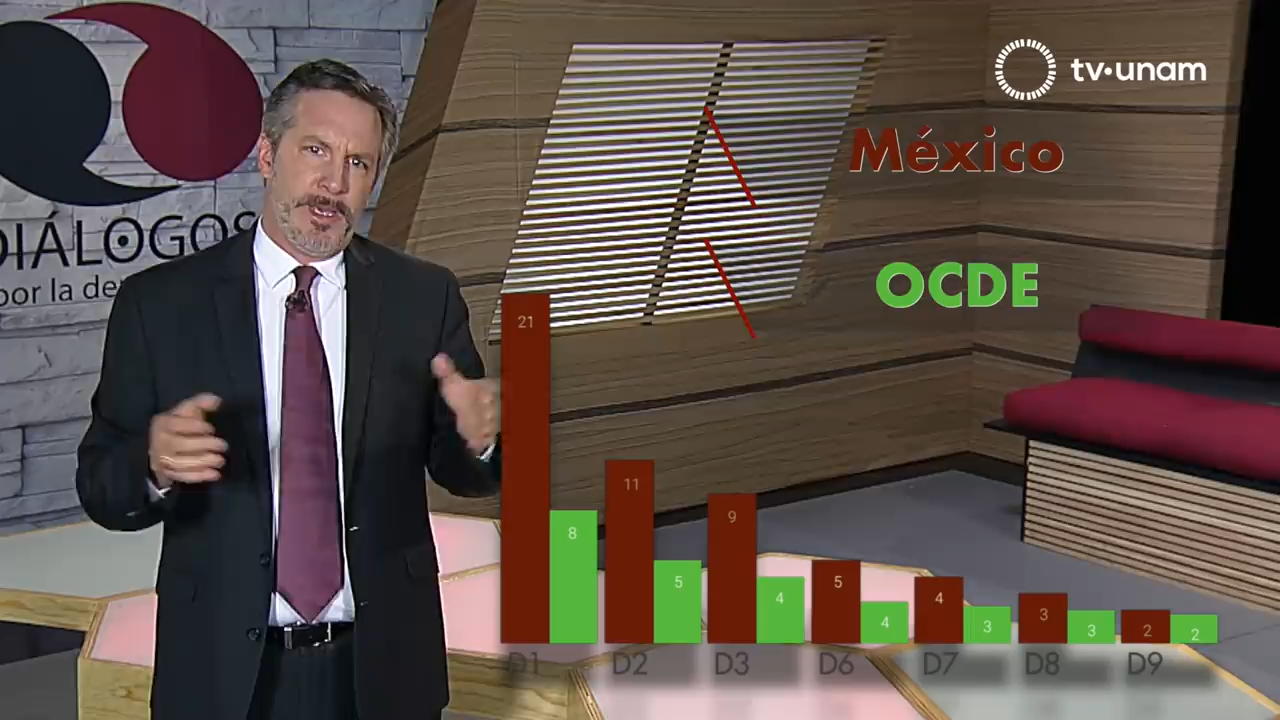 tv·unam
México
DIÁLOGOS
por la de
OCDE
21
11
9
8
5
5
4
4
4
3
3
3
2
2
D1
D2
D3
D6
D7
D8
D9